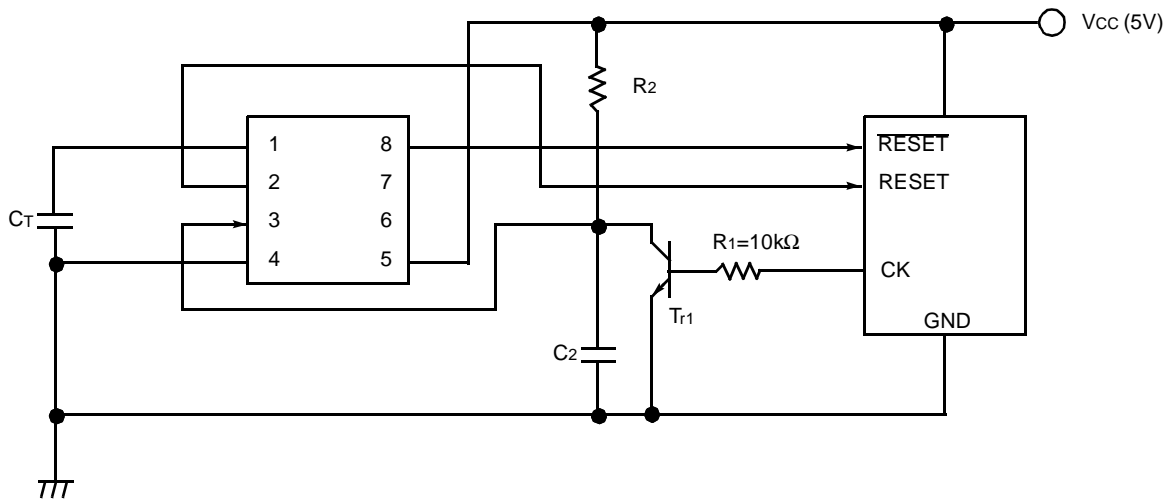 VCC (5V)
R2
1 8
2 7
3 6
4 5
RESET
RESET
CT
R1=10kΩ
CK
Tr1
GND
C2